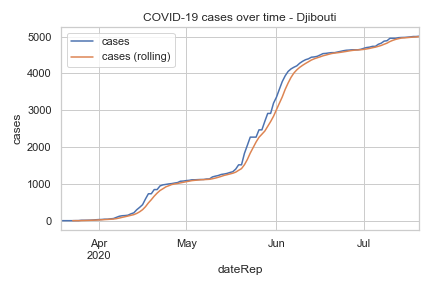 COVID-19 cases over time - Djibouti
cases
cases (rolling)
5000
4000
3000
2000
1000
0
cases
Apr
2020
May
Jun
Jul
dateRep